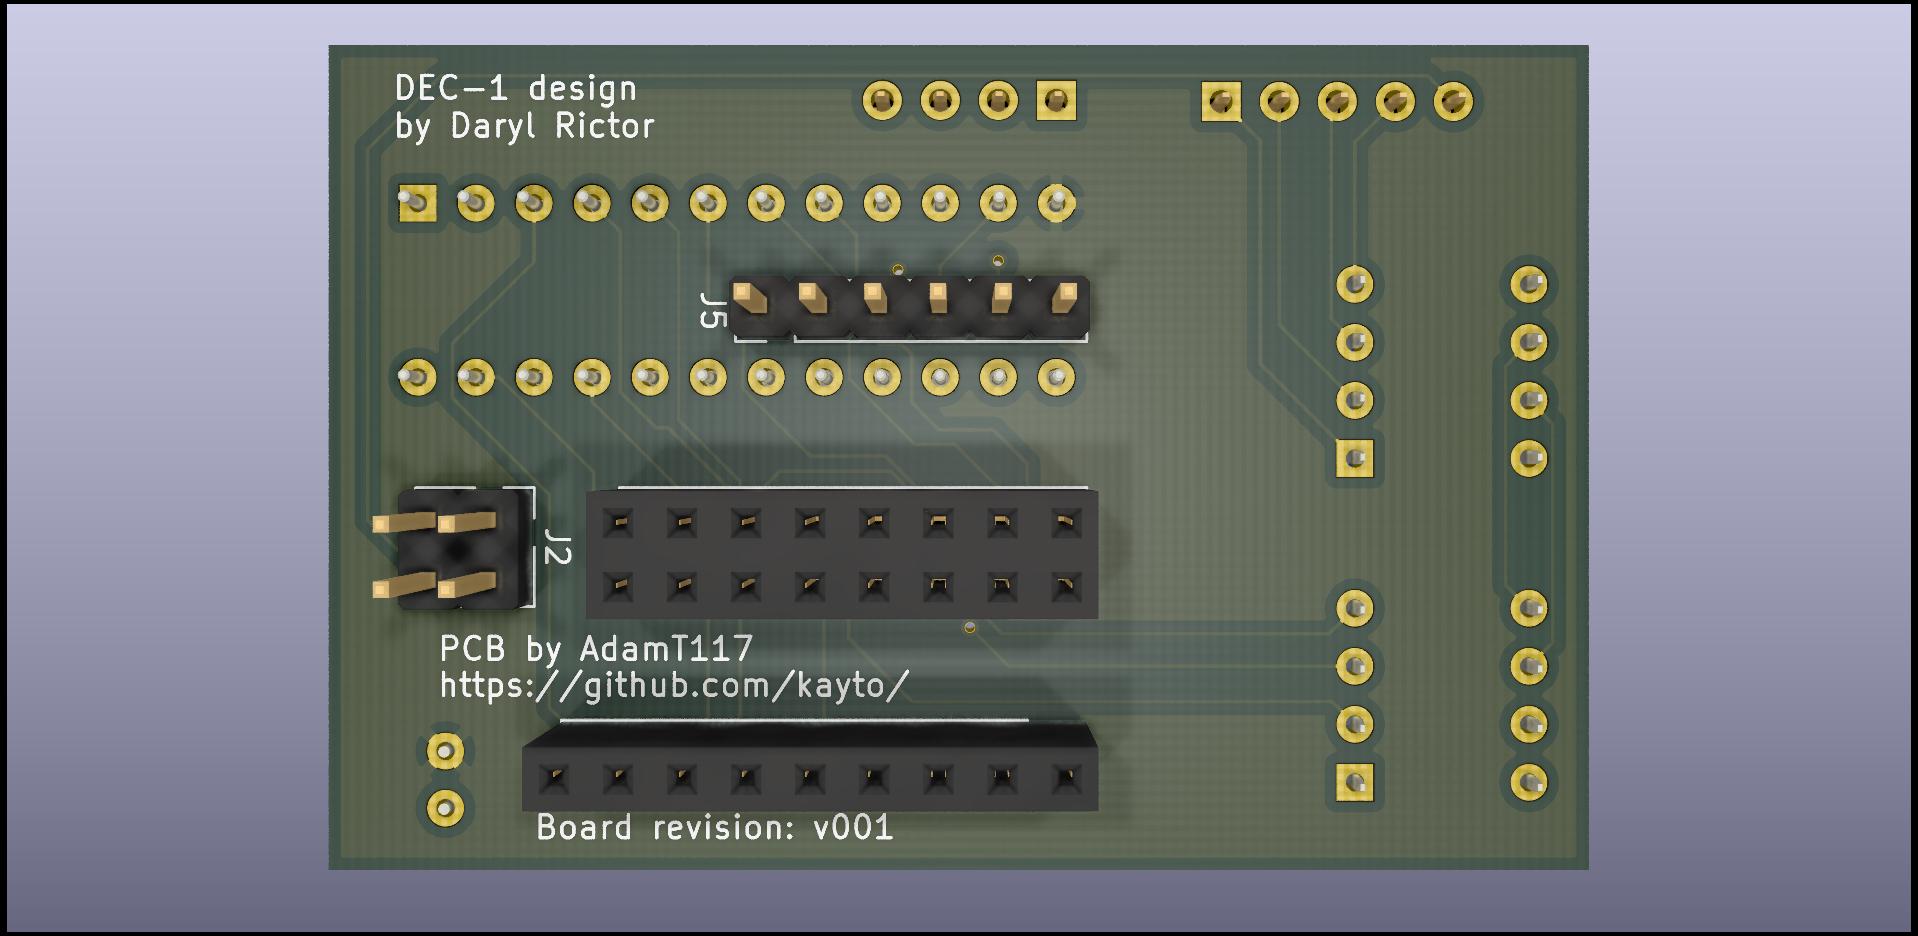 DEC-1 design
by Daryl Rictor
J5
J2
PCB by AdamT117
https://github.com/kayto/
Board revision: v001